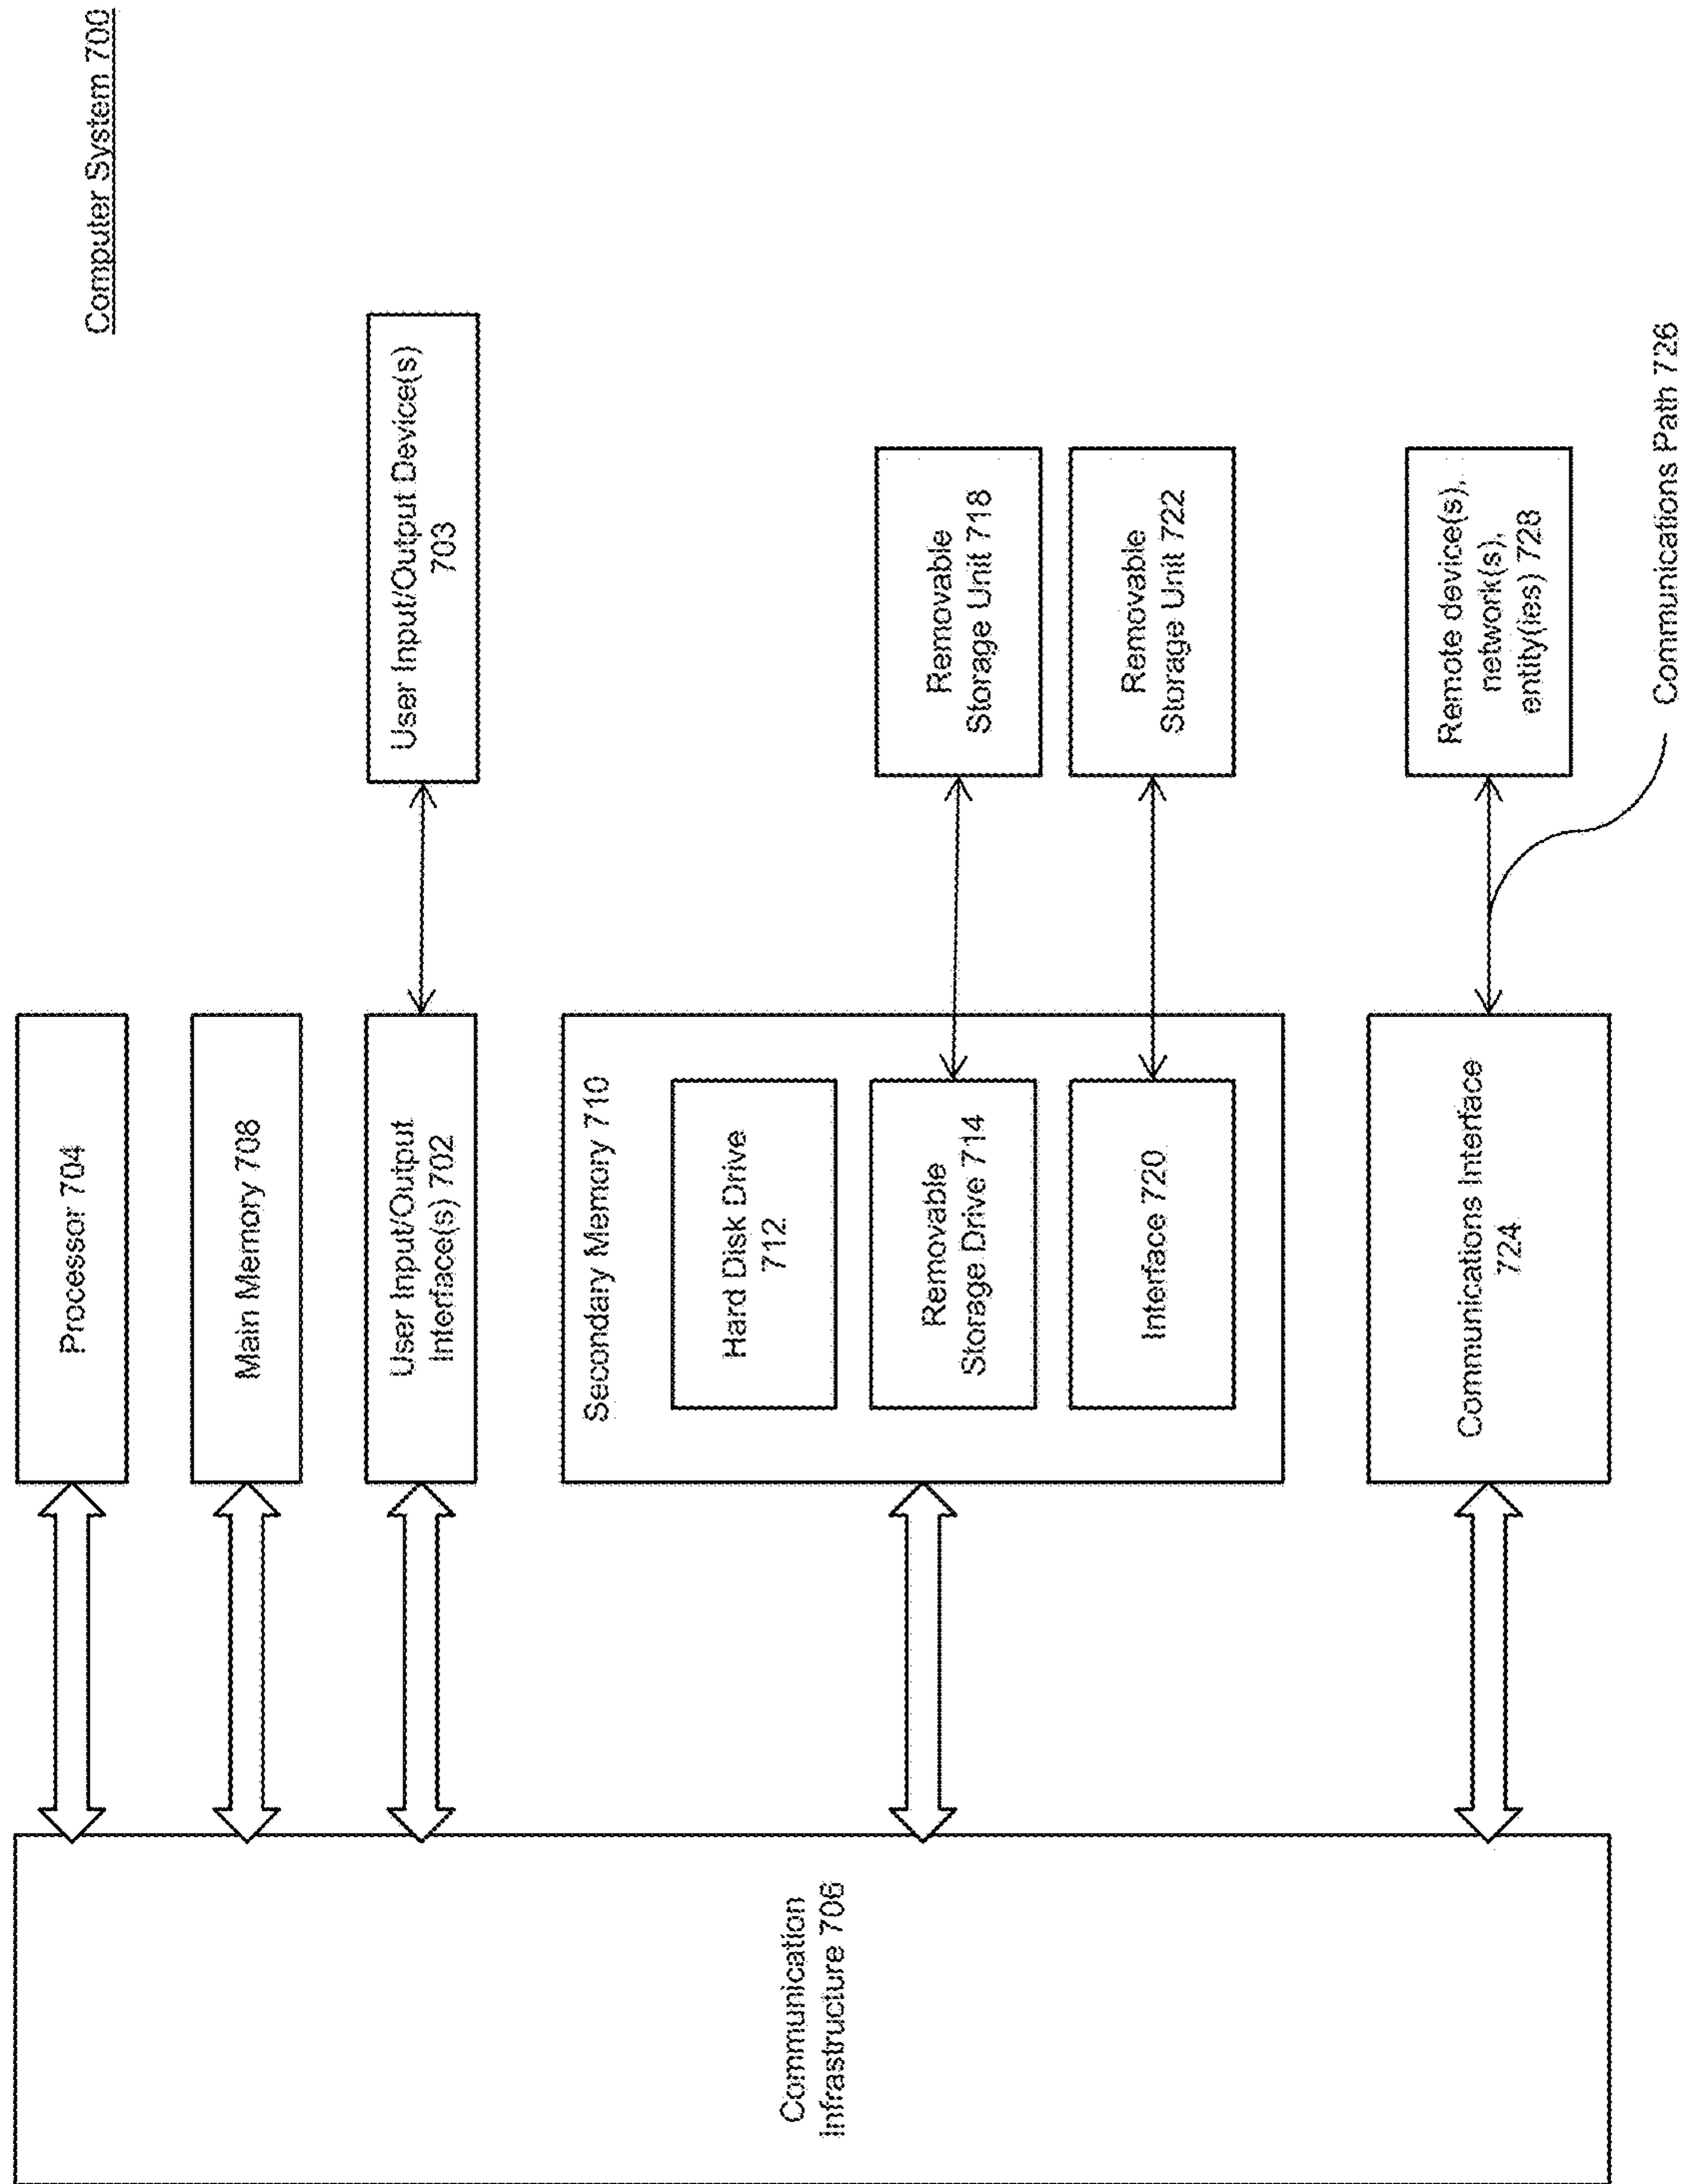 Computer System 700
Processor 704
Main Memory 708
User Input/Output
Interface(s) 702
User Input/Output Device(s)
703
Secondary Memory 710
Hard Disk Drive
712
Removable
Storage Drive 714
Removable
Storage Unit 718
Interface 720
Removable
Storage Unit 722
Communications Interface
724
Remote device(s),
network(s),
entity(ies) 728
Communications Path 726
Communication
Infrastructure 706